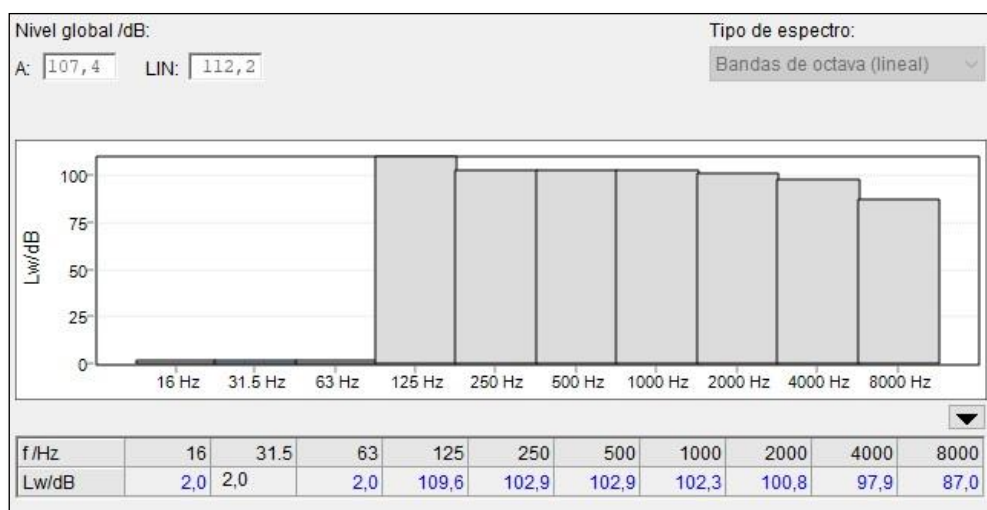 Nivel global /dB:
Tipo de espectro:
A: 107,4 LIN: 112,2
Bandas de octava (lineal)
100
75
50
25
0
Lw/dB
16 Hz 31.5 Hz 63 Hz 125 Hz 250 Hz 500 Hz 1000 Hz 2000 Hz 4000 Hz 8000 Hz
f /Hz 16 31.5 63 125 250 500 1000 2000 4000 8000
Lw/dB 2,0 2,0 2,0 109,6 102,9 102,9 102,3 100,8 97,9 87,0